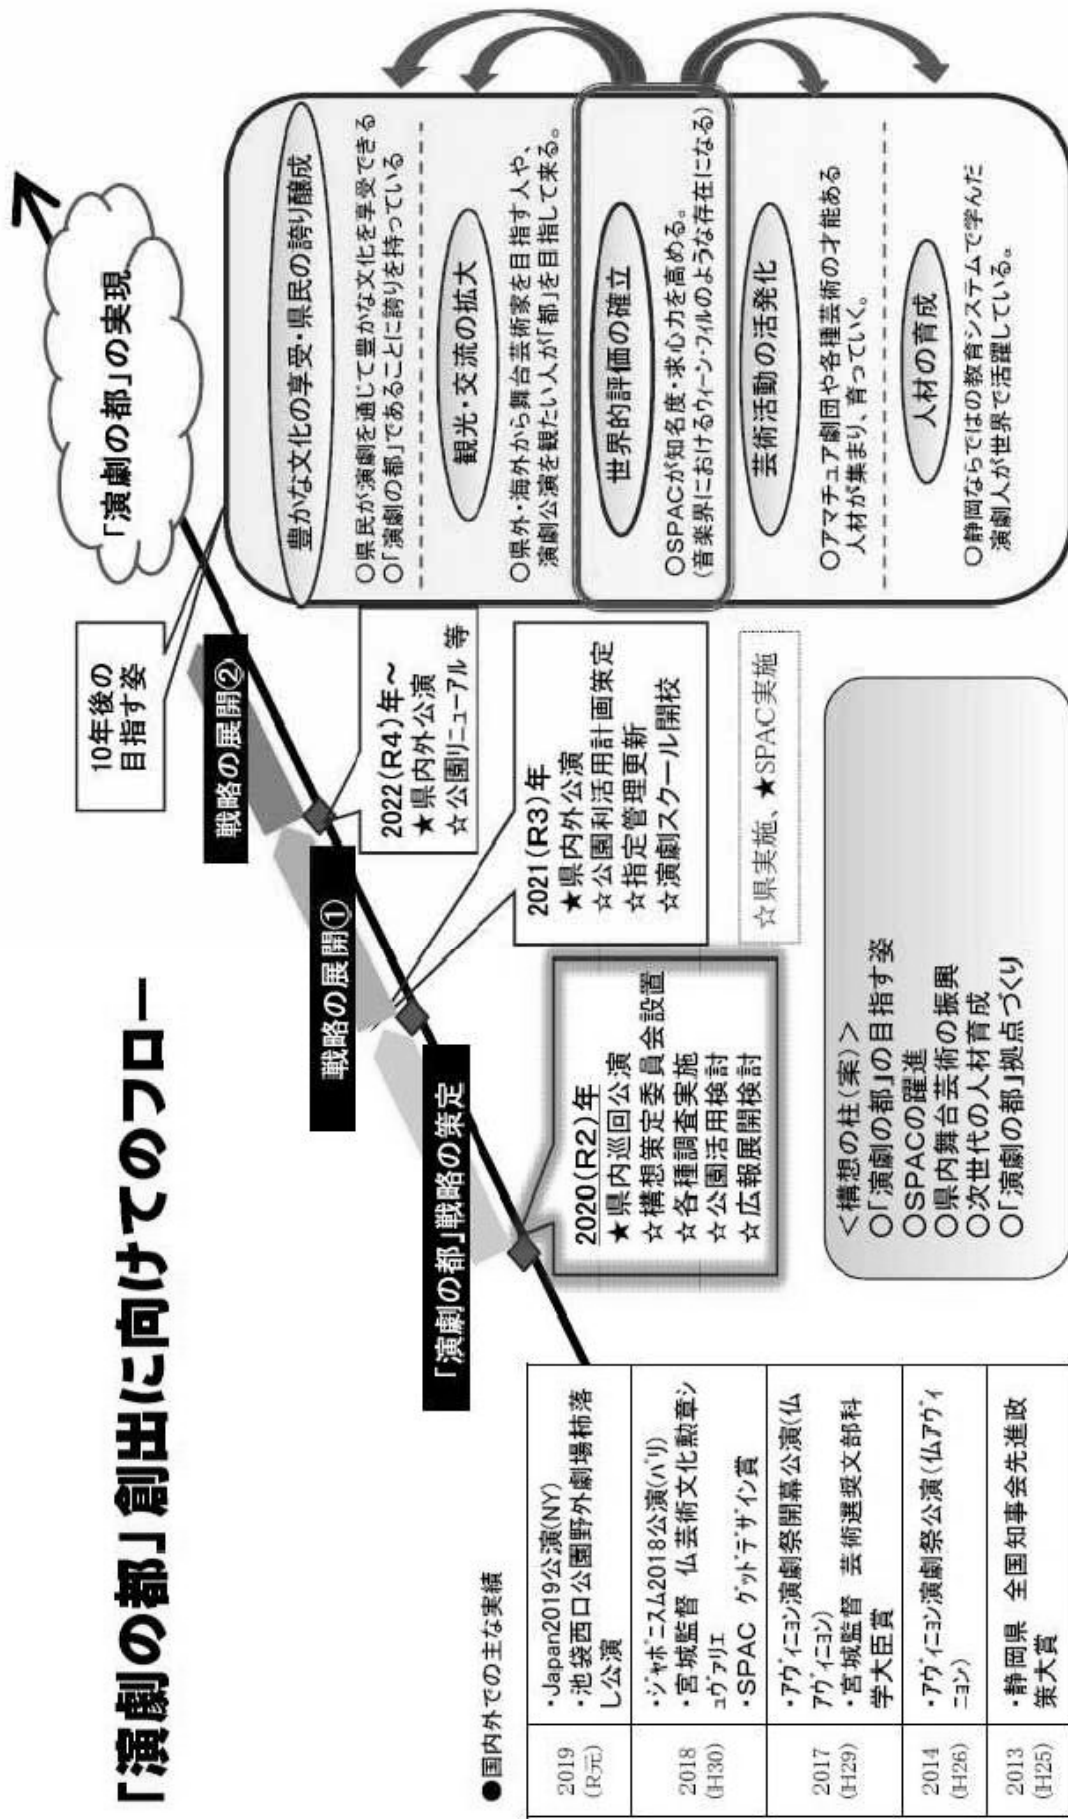 「演劇の都」創出に向けてのフロー
●国内外での主な実績
2019
(R元)
・Japan2019公演(NY)
・池袋西口公園野外劇場杮落
し公演
2018
(H30)
・ジャポニスム2018公演(パリ)
・宮城監督 仏芸術文化勲章シ
ュヴァリエ
・SPAC グッドデザイン賞
2017
(H29)
・アヴィニョン演劇祭開幕公演(仏
アヴィニョン)
・宮城監督 芸術選奨文部科
学大臣賞
2014
(H26)
・アヴィニョン演劇祭公演(仏アヴィ
ニョン)
2013
(H25)
・静岡県 全国知事会先進政
策大賞
「演劇の都」戦略の策定
2020(R2)年
★県内巡回公演
☆構想策定委員会設置
☆各種調査実施
☆公園活用検討
☆広報展開検討
<構想の柱(案)>
○「演劇の都」の目指す姿
○SPACの躍進
○県内舞台芸術の振興
○次世代の人材育成
○「演劇の都」拠点づくり
戦略の展開①
2021(R3)年
★県内外公演
☆公園利活用計画策定
☆指定管理更新
☆演劇スクール開校
☆県実施、★SPAC実施
戦略の展開②
2022(R4)年~
★県内外公演
☆公園リニューアル 等
10年後の
目指す姿
「演劇の都」の実現
豊かな文化の享受・県民の誇り醸成
○県民が演劇を通じて豊かな文化を享受できる
○「演劇の都」であることに誇りを持っている
観光・交流の拡大
○県外・海外から舞台芸術家を目指す人や、
演劇公演を観たい人が「都」を目指して来る。
世界的評価の確立
○SPACが知名度・求心力を高める。
(音楽界におけるウィーン・フィルのような存在になる)
芸術活動の活発化
○アマチュア劇団や各種芸術の才能ある
人材が集まり、育っていく。
人材の育成
○静岡ならではの教育システムで学んだ
演劇人が世界で活躍している。